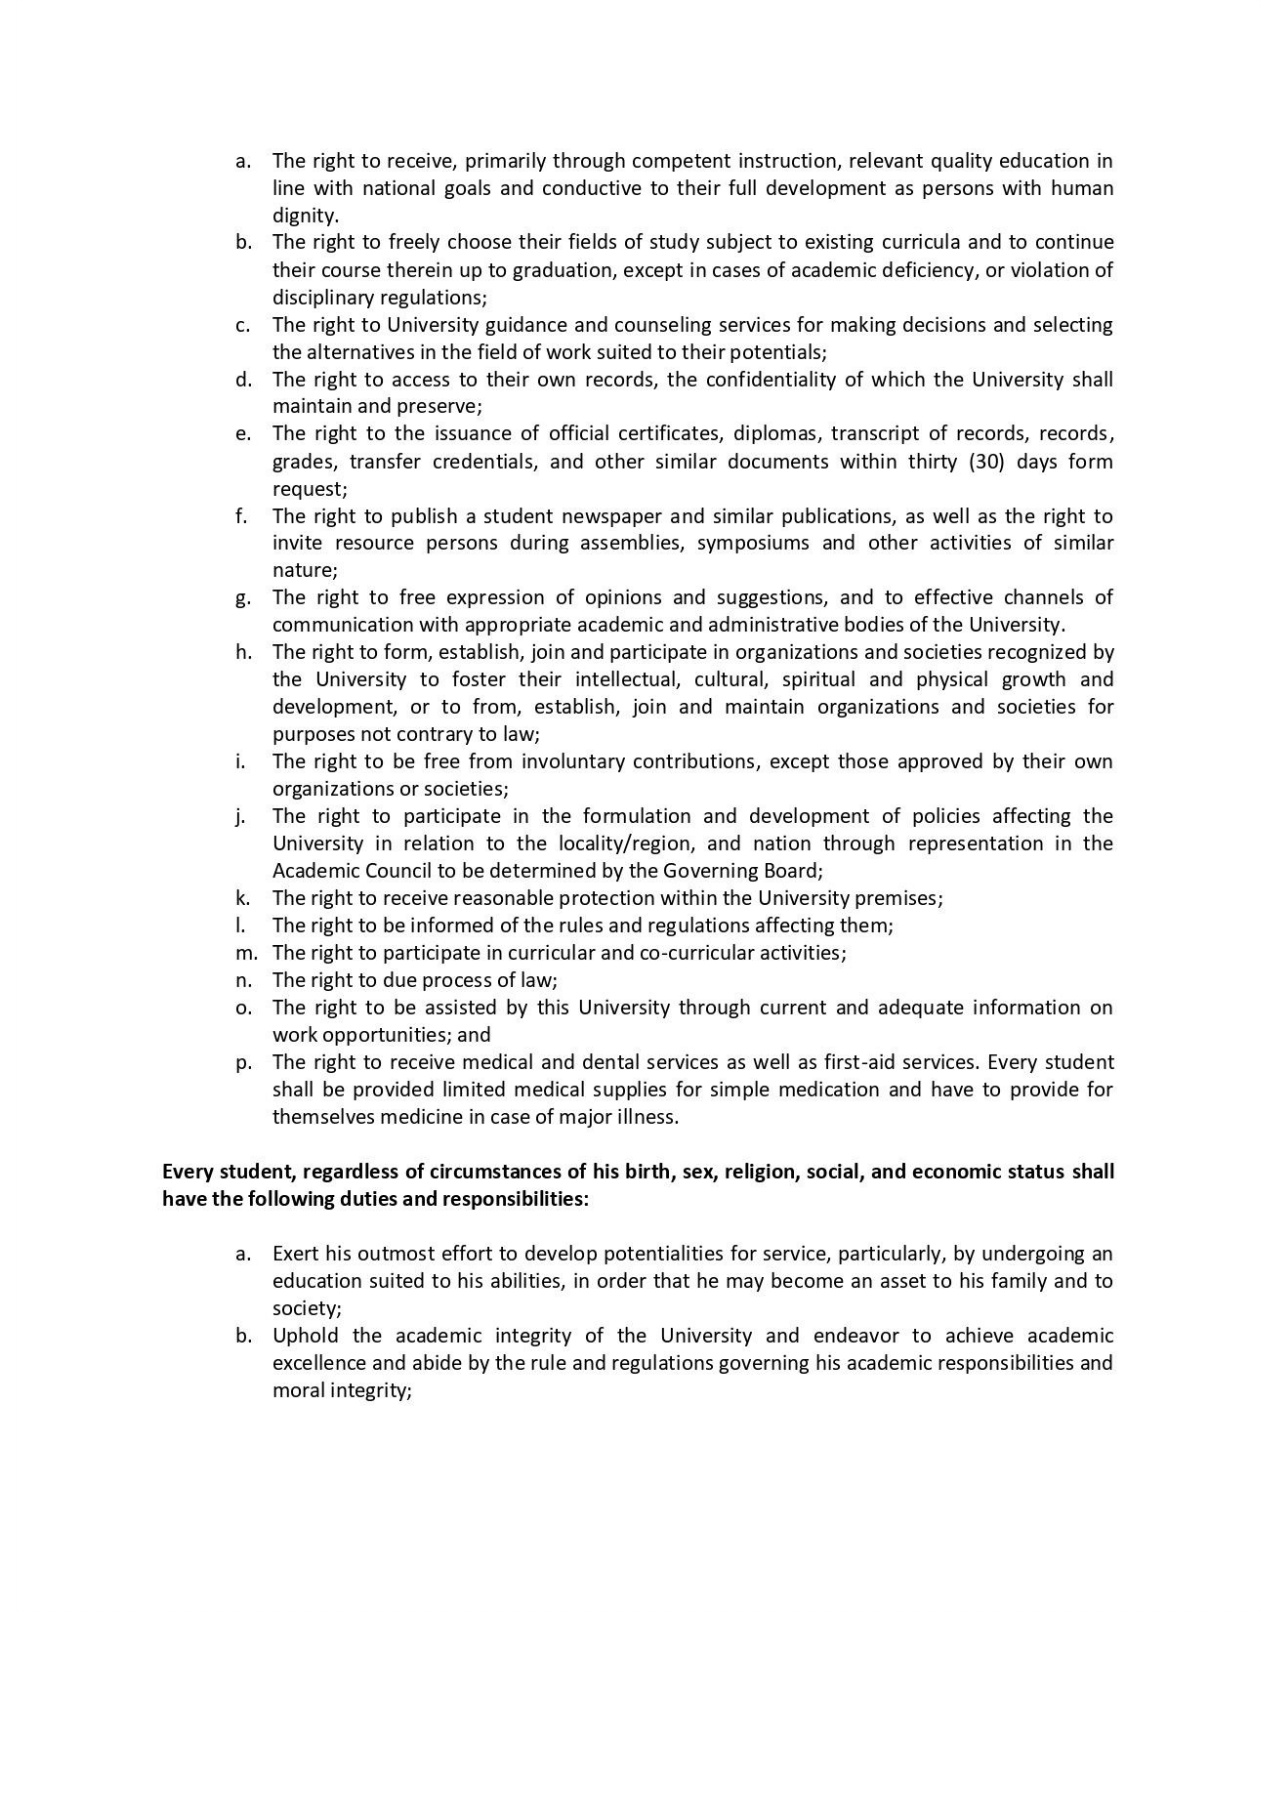 a. The right to receive, primarily through competent instruction, relevant quality education in
line with national goals and conductive to their full development as persons with human
dignity.
b. The right to freely choose their fields of study subject to existing curricula and to continue
their course therein up to graduation, except in cases of academic deficiency, or violation of
disciplinary regulations;
c. The right to University guidance and counseling services for making decisions and selecting
the alternatives in the field of work suited to their potentials;
d. The right to access to their own records, the confidentiality of which the University shall
maintain and preserve;
e. The right to the issuance of official certificates, diplomas, transcript of records, records,
grades, transfer credentials, and other similar documents within thirty (30) days form
request;
f. The right to publish a student newspaper and similar publications, as well as the right to
invite resource persons during assemblies, symposiums and other activities of similar
nature;
g. The right to free expression of opinions and suggestions, and to effective channels of
communication with appropriate academic and administrative bodies of the University.
h. The right to form, establish, join and participate in organizations and societies recognized by
the University to foster their intellectual, cultural, spiritual and physical growth and
development, or to from, establish, join and maintain organizations and societies for
purposes not contrary to law;
i. The right to be free from involuntary contributions, except those approved by their own
organizations or societies;
j. The right to participate in the formulation and development of policies affecting the
University in relation to the locality/region, and nation through representation in the
Academic Council to be determined by the Governing Board;
k. The right to receive reasonable protection within the University premises;
l. The right to be informed of the rules and regulations affecting them;
m. The right to participate in curricular and co-curricular activities;
n. The right to due process of law;
o. The right to be assisted by this University through current and adequate information on
work opportunities; and
p. The right to receive medical and dental services as well as first-aid services. Every student
shall be provided limited medical supplies for simple medication and have to provide for
themselves medicine in case of major illness.
Every student, regardless of circumstances of his birth, sex, religion, social, and economic status shall
have the following duties and responsibilities:
a. Exert his outmost effort to develop potentialities for service, particularly, by undergoing an
education suited to his abilities, in order that he may become an asset to his family and to
society;
b. Uphold the academic integrity of the University and endeavor to achieve academic
excellence and abide by the rule and regulations governing his academic responsibilities and
moral integrity;